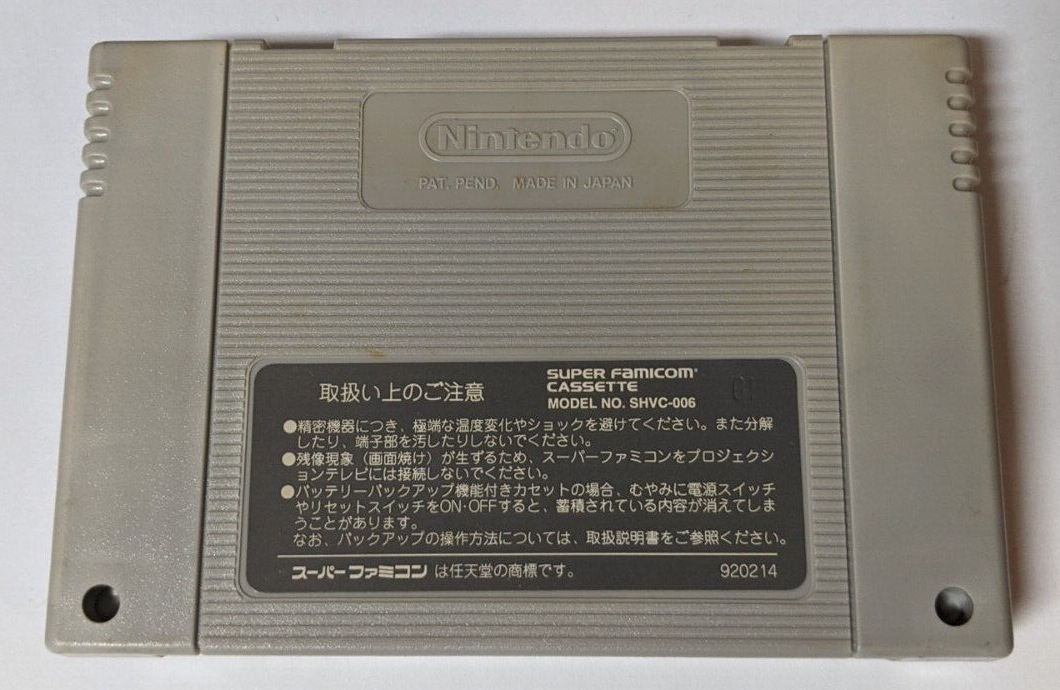 Nintendo
PAT. PEND. MADE IN JAPAN
取扱い上のご注意
SUPER FAMICOM
CASSETTE
MODEL NO. SHVC-006
●精密機器につき、極端な温度変化やショックを避けてください。また分解
したり、端子部を汚したりしないでください。
●残像現象（画面焼け）が生ずるため、スーパーファミコンをプロジェクシ
ョンテレビには接続しないでください。
●バッテリーバックアップ機能付きカセットの場合、むやみに電源スイッチ
やリセットスイッチをON·OFFすると、蓄積されている内容が消えてしま
うことがあります。
なお、バックアップの操作方法については、取扱説明書をご参照ください。
スーパーファミコン は任天堂の商標です。
920214